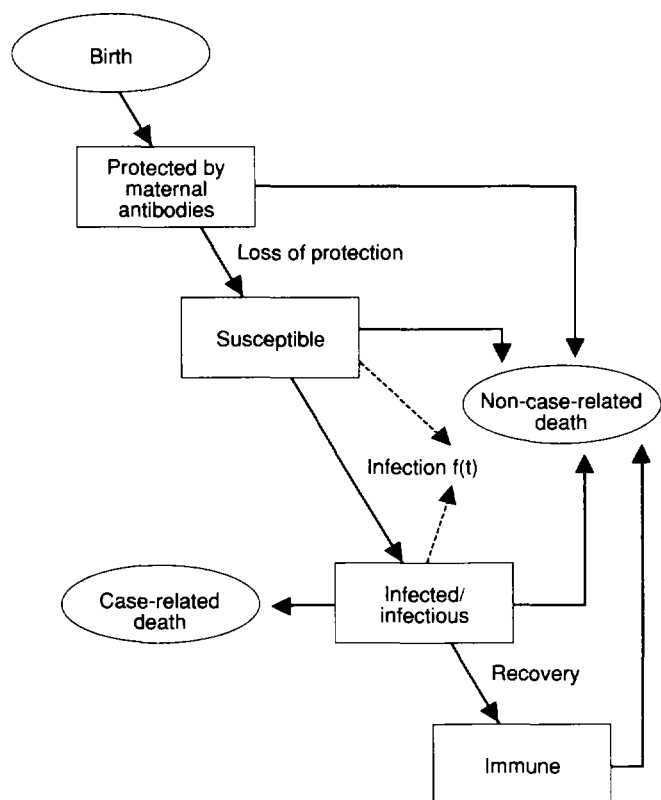 Birth
Protected by
maternal
antibodies
Loss of protection
Susceptible
Non-case-related
death
Infection f(t)
Case-related
death
Infected/
infectious
Recovery
Immune